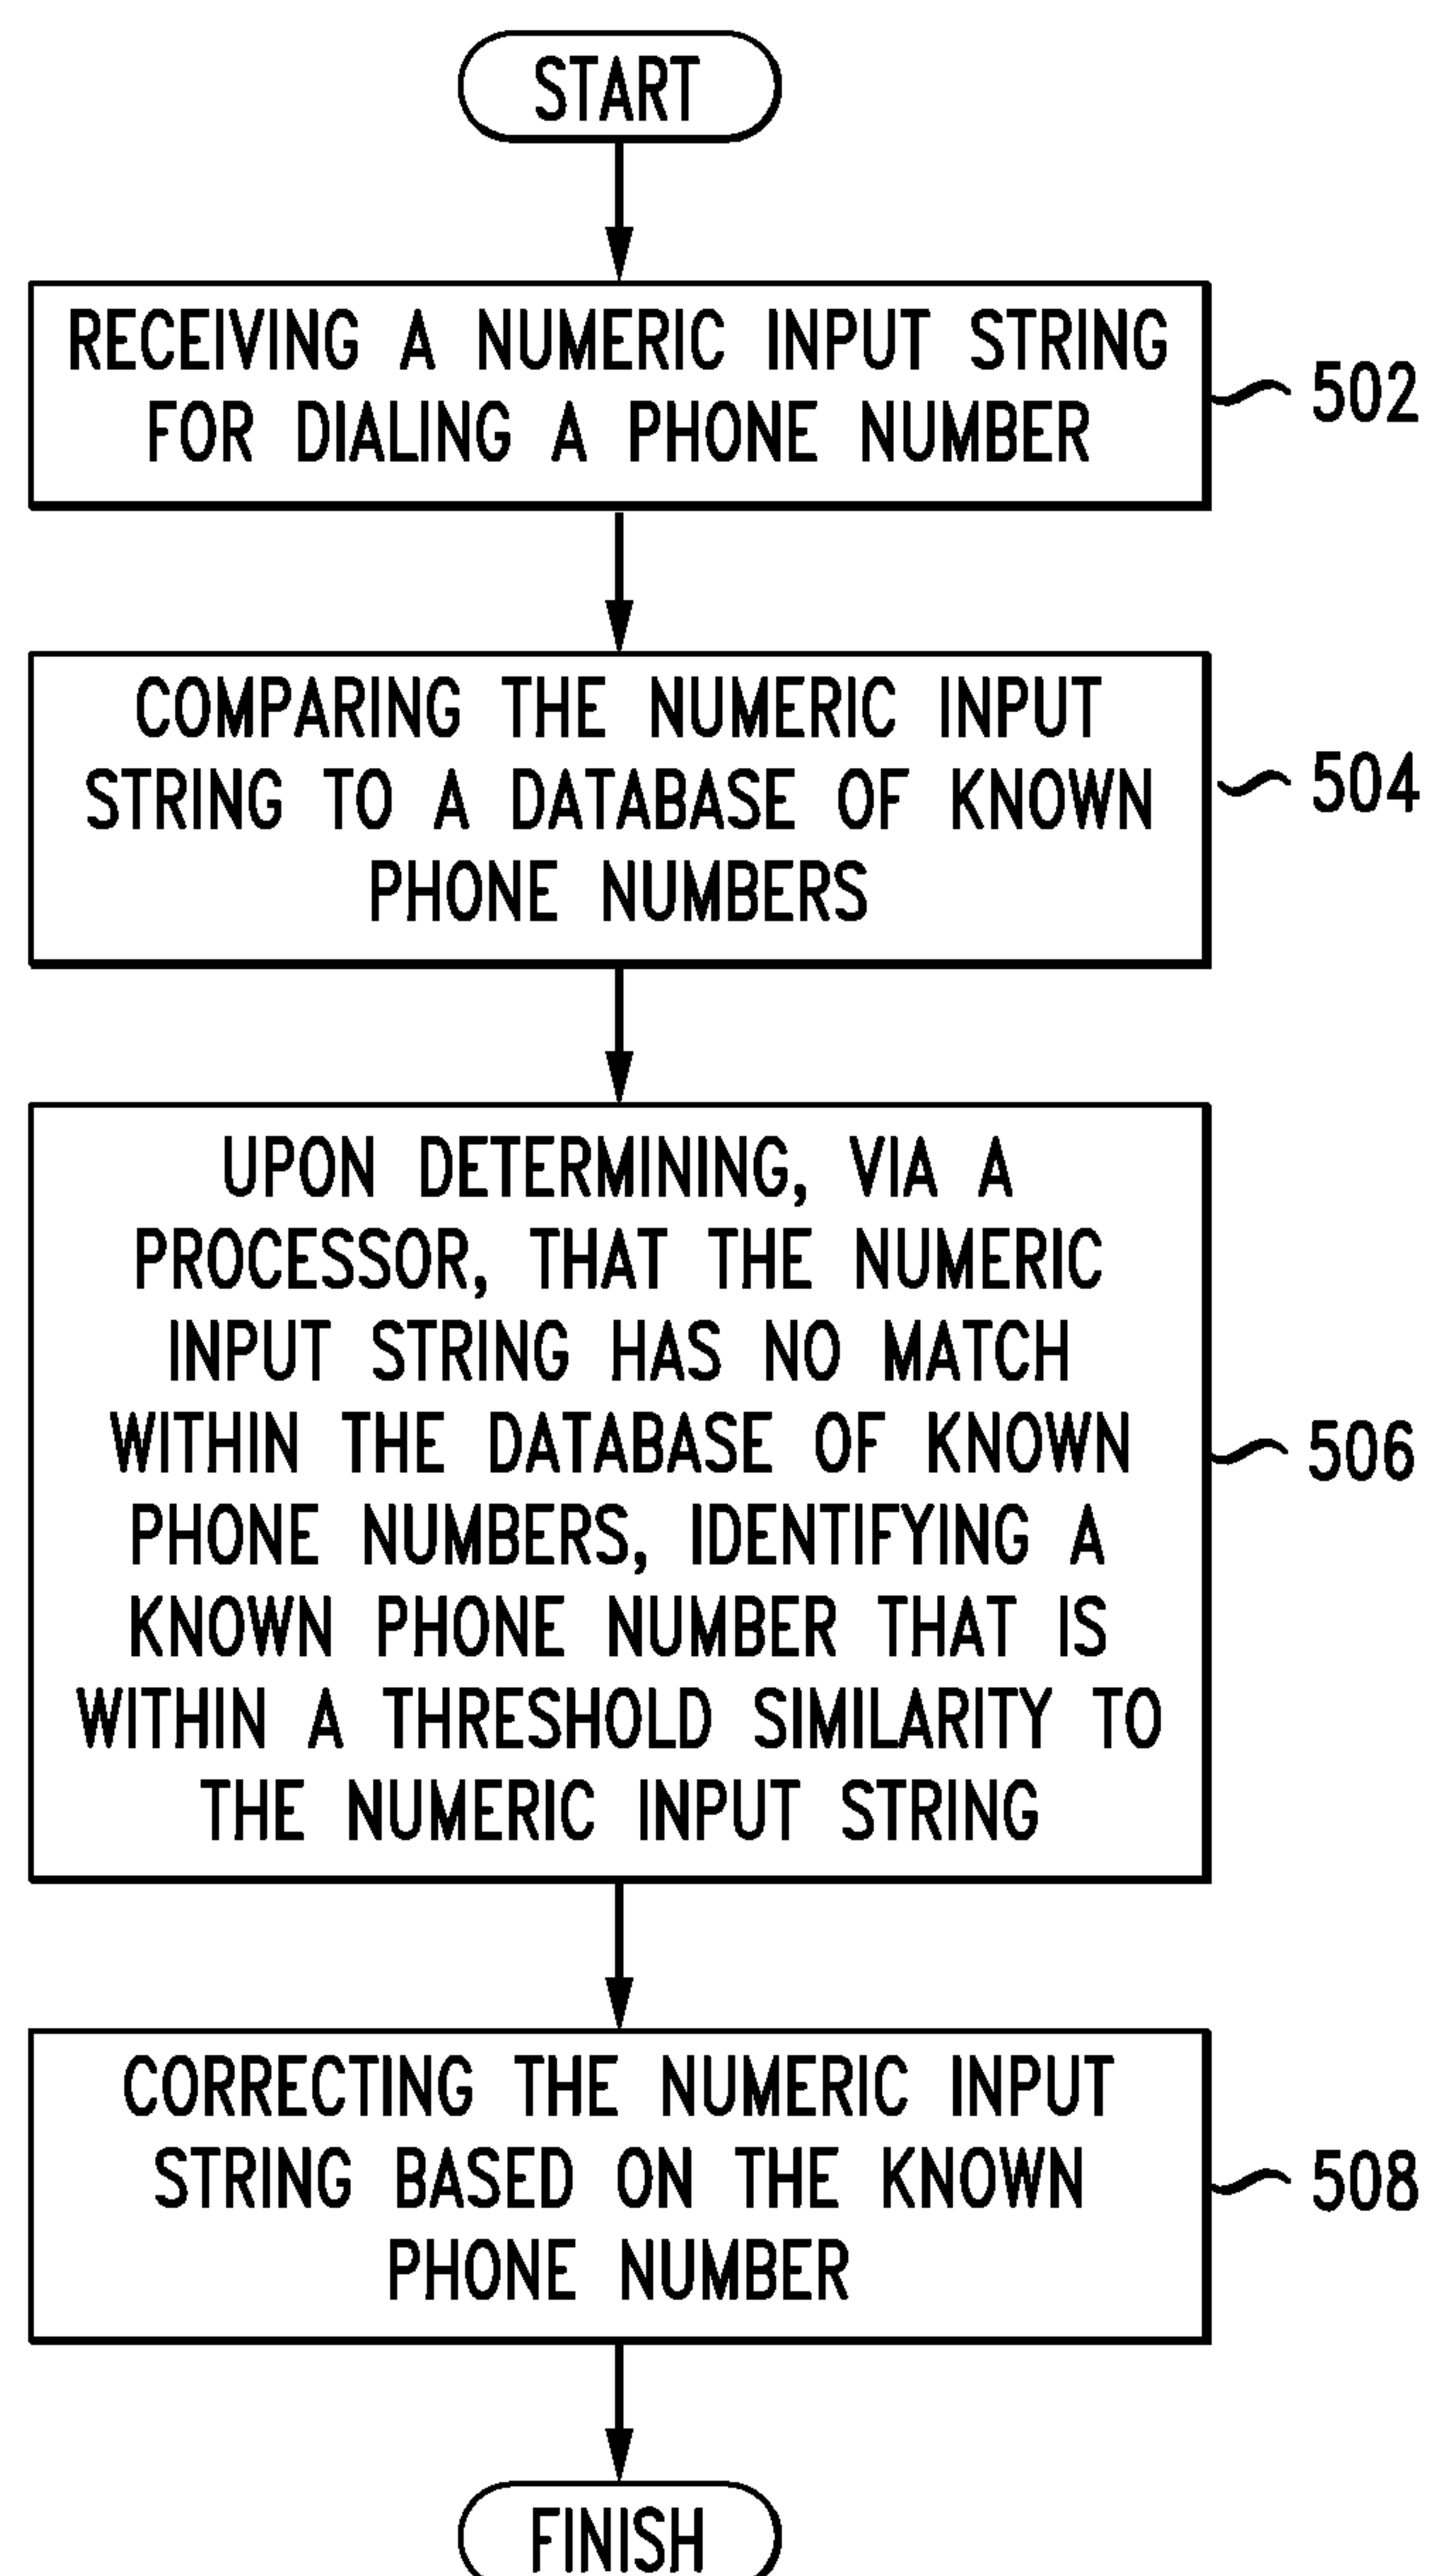 START
RECEIVING A NUMERIC INPUT STRING
FOR DIALING A PHONE NUMBER
502
COMPARING THE NUMERIC INPUT
STRING TO A DATABASE OF KNOWN
PHONE NUMBERS
504
UPON DETERMINING, VIA A
PROCESSOR, THAT THE NUMERIC
INPUT STRING HAS NO MATCH
WITHIN THE DATABASE OF KNOWN
PHONE NUMBERS, IDENTIFYING A
KNOWN PHONE NUMBER THAT IS
WITHIN A THRESHOLD SIMILARITY TO
THE NUMERIC INPUT STRING
506
CORRECTING THE NUMERIC INPUT
STRING BASED ON THE KNOWN
PHONE NUMBER
508
FINISH